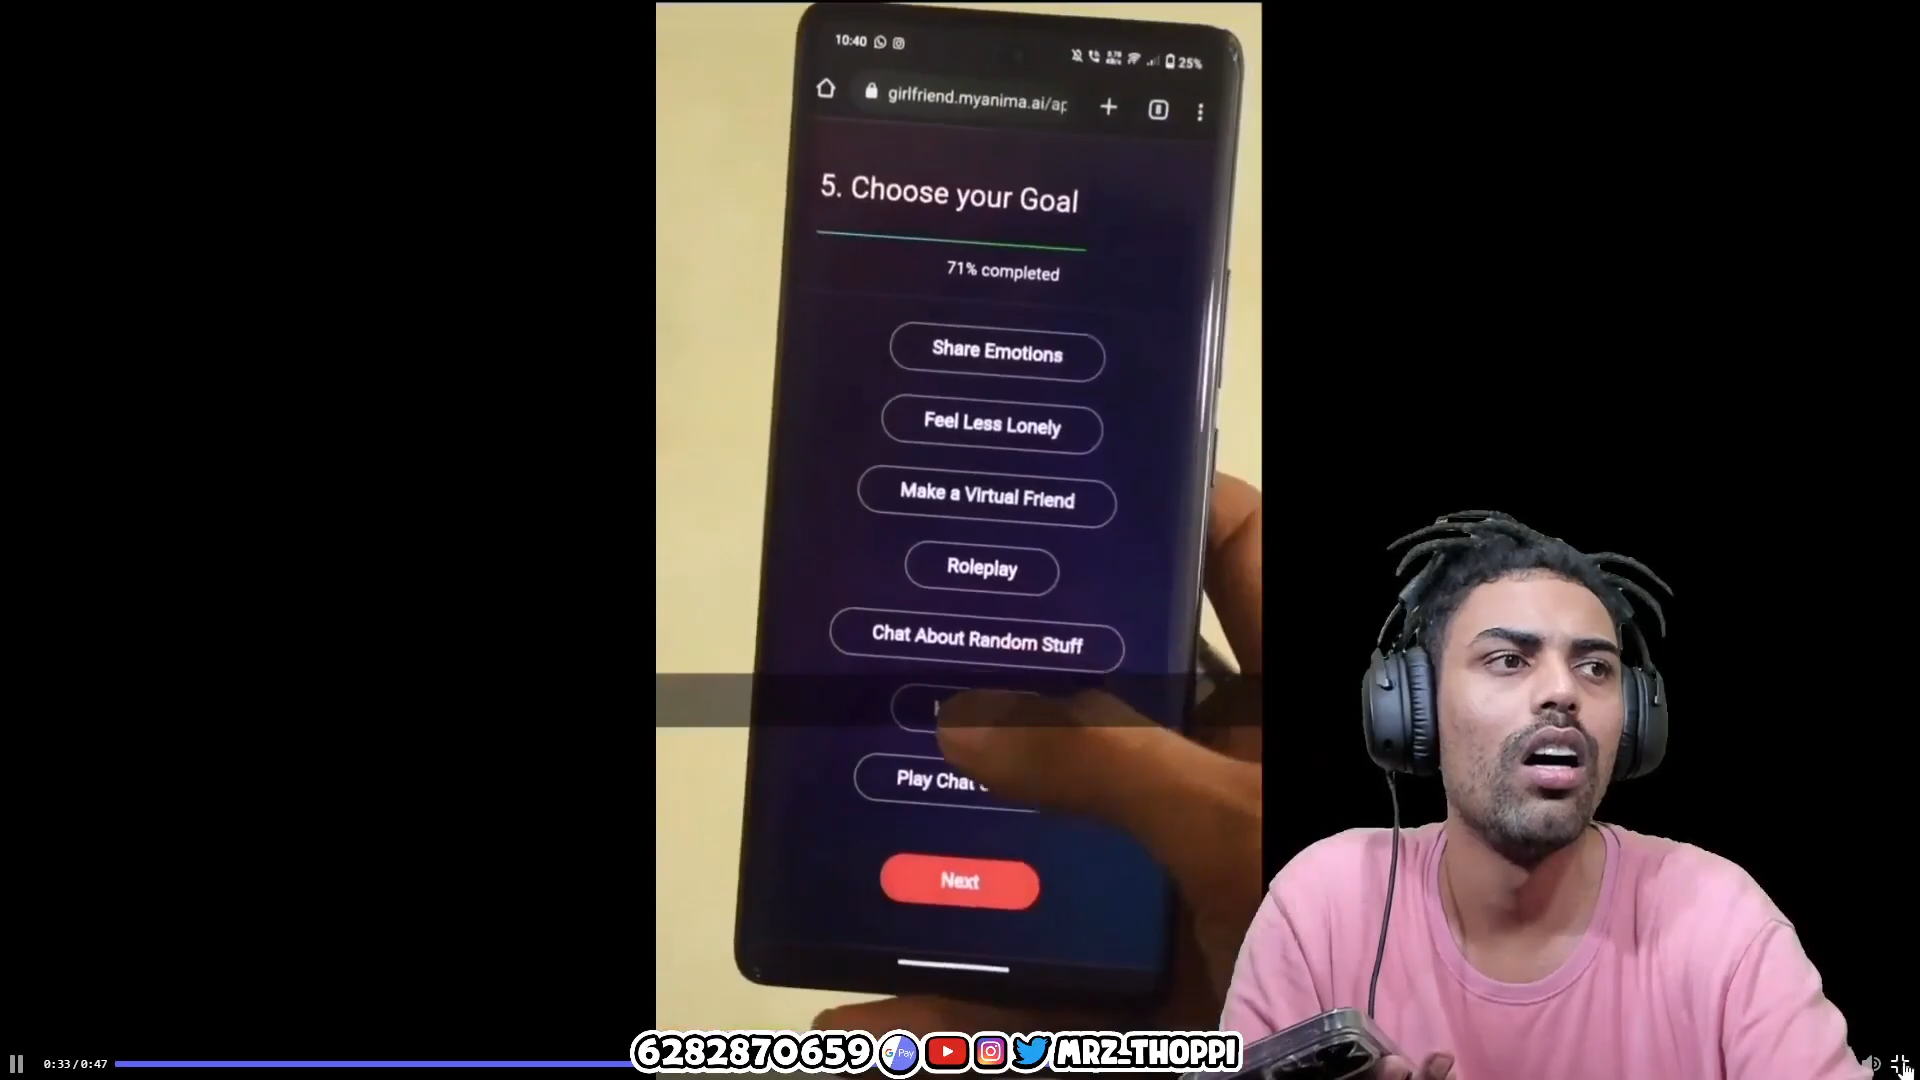 10:40
25%
girlfriend.myanima.ai/ap
5. Choose your Goal
71% completed
Share Emotions
Feel Less Lonely
Make a Virtual Friend
Roleplay
Chat About Random Stuff
Play Chat
Next
6282870659 G Pay MRZ_THOPPI
0:33/0:47